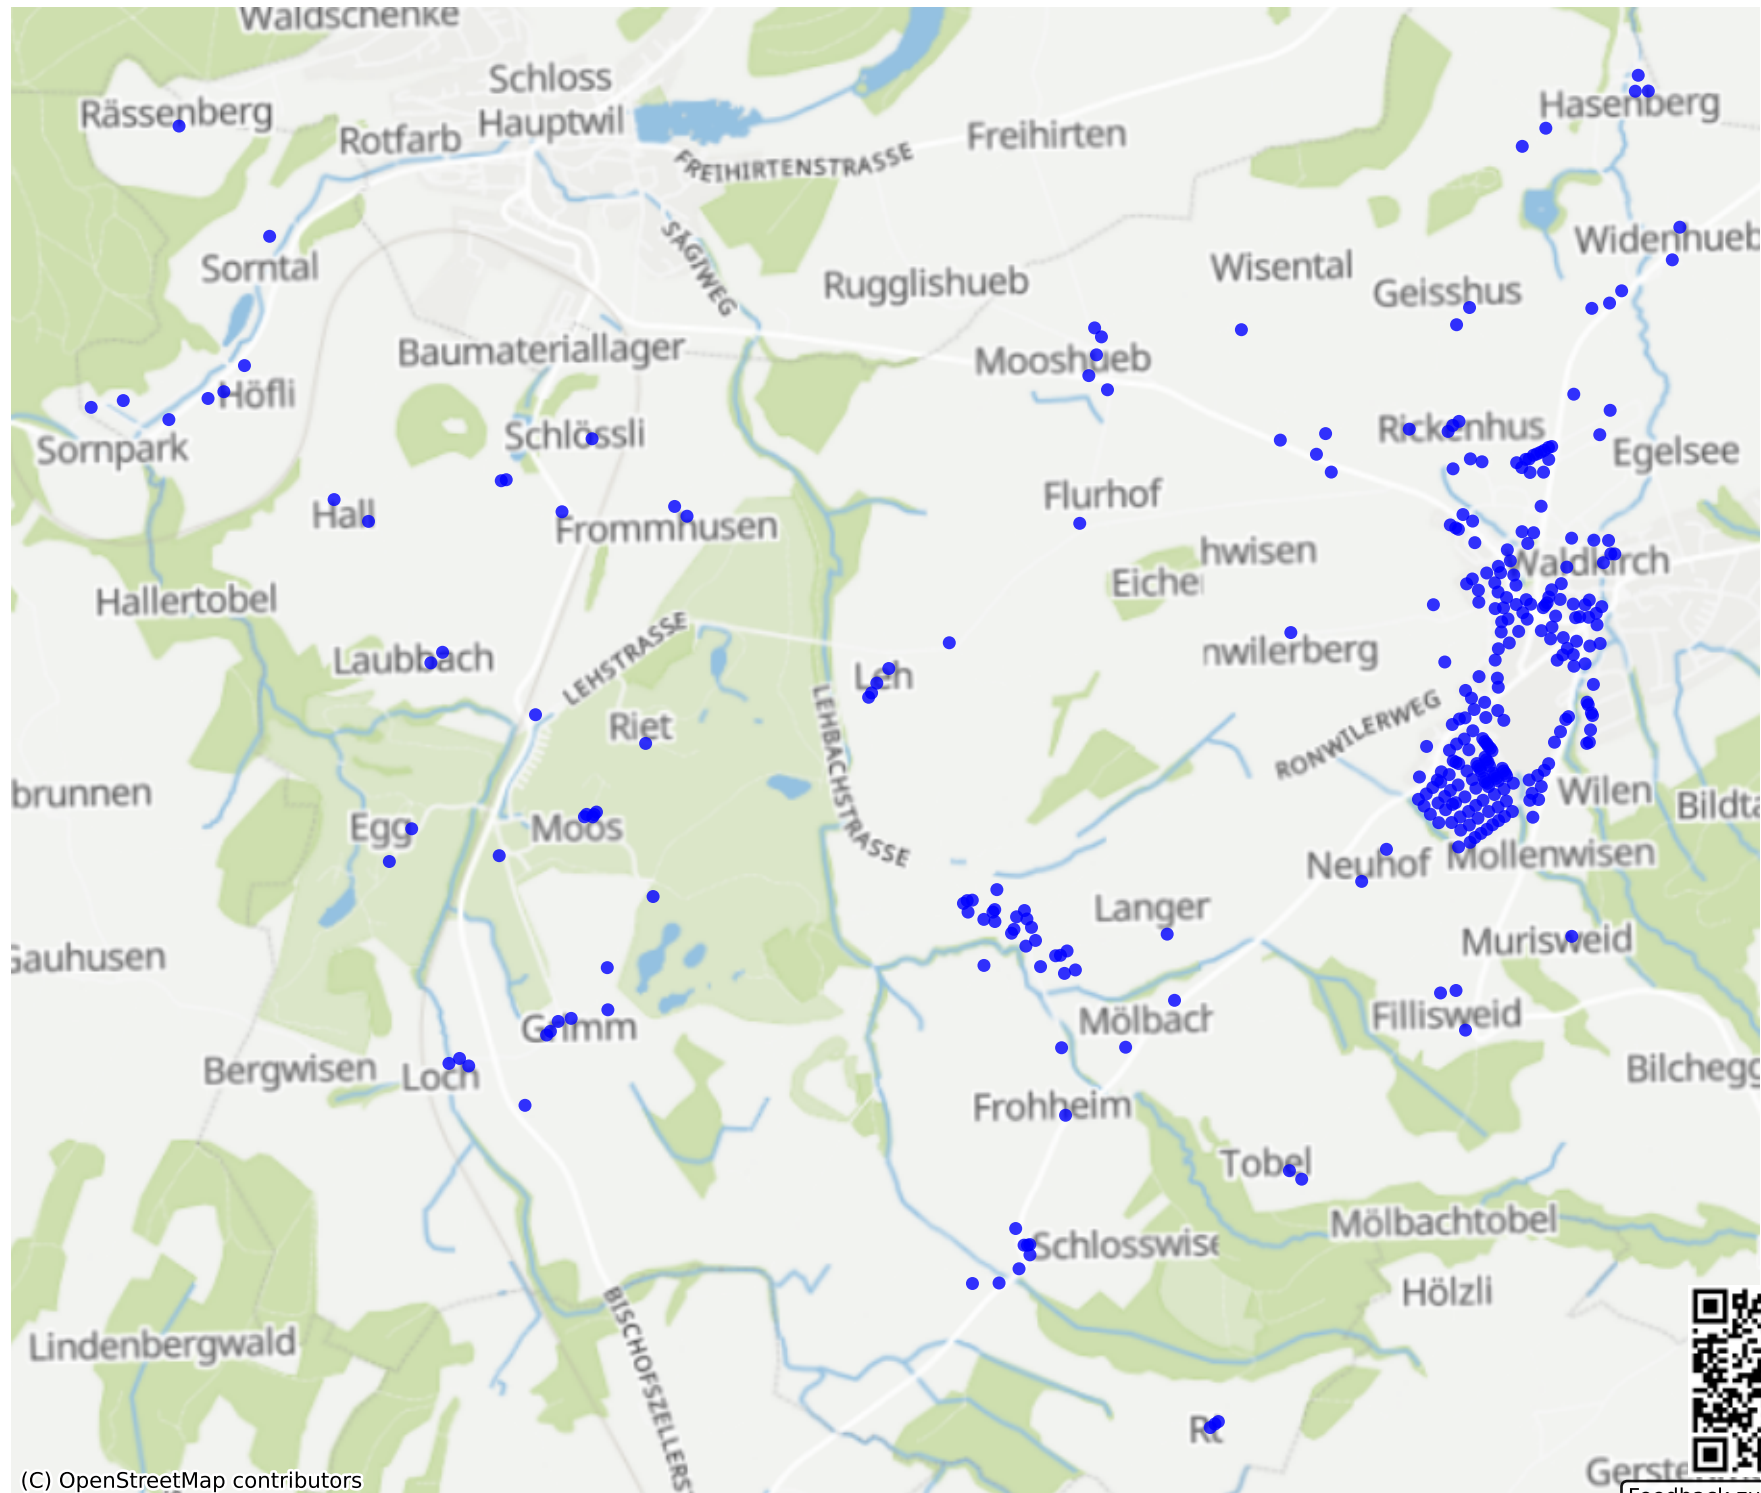 Waldschenke
Schloss
Hauptwil
Rässenberg
Rotfarb
Freihirten
Hasenberg
FREIHIRTENSTRASSE
SÄGIWEG
Sorntal
Rugglishueb
Wisental
Widenhueb
Geisshus
Baumateriallager
Mooshueb
Höfli
Schlössli
Rickenhus
Sornpark
Egelsee
Hall
Frommhusen
Flurhof
hwisen
Waldkirch
Eiche
Hallertobel
Laubbach
LEHSTRASSE
Leh
nwilerberg
Riet
LEHBACHSTRASSE
RONWILERWEG
brunnen
Egg
Moos
Wilen
Bildta
Neuhof
Mollenwisen
Langer
Murisweid
Gauhusen
Grimm
Mölbach
Fillisweid
Bergwisen
Loch
Bilchegg
Frohheim
Tobel
Mölbachtobel
Schlosswise
Hölzli
Lindenbergwald
BISCHOFSZELLERS
Gerste
(C) OpenStreetMap contributors